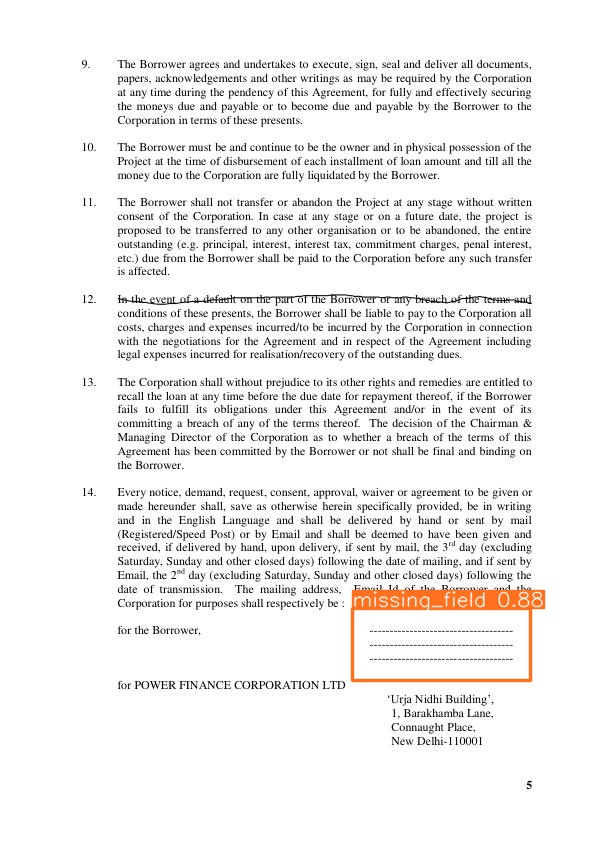 9. The Borrower agrees and undertakes to execute, sign, seal and deliver all documents,
papers, acknowledgements and other writings as may be required by the Corporation
at any time during the pendency of this Agreement, for fully and effectively securing
the moneys due and payable or to become due and payable by the Borrower to the
Corporation in terms of these presents.
10. The Borrower must be and continue to be the owner and in physical possession of the
Project at the time of disbursement of each installment of loan amount and till all the
money due to the Corporation are fully liquidated by the Borrower.
11. The Borrower shall not transfer or abandon the Project at any stage without written
consent of the Corporation. In case at any stage or on a future date, the project is
proposed to be transferred to any other organisation or to be abandoned, the entire
outstanding (e.g. principal, interest, interest tax, commitment charges, penal interest,
etc.) due from the Borrower shall be paid to the Corporation before any such transfer
is affected.
12. In the event of a default on the part of the Borrower or any breach of the terms and
conditions of these presents, the Borrower shall be liable to pay to the Corporation all
costs, charges and expenses incurred/to be incurred by the Corporation in connection
with the negotiations for the Agreement and in respect of the Agreement including
legal expenses incurred for realisation/recovery of the outstanding dues.
13. The Corporation shall without prejudice to its other rights and remedies are entitled to
recall the loan at any time before the due date for repayment thereof, if the Borrower
fails to fulfill its obligations under this Agreement and/or in the event of its
committing a breach of any of the terms thereof. The decision of the Chairman &
Managing Director of the Corporation as to whether a breach of the terms of this
Agreement has been committed by the Borrower or not shall be final and binding on
the Borrower.
14. Every notice, demand, request, consent, approval, waiver or agreement to be given or
made hereunder shall, save as otherwise herein specifically provided, be in writing
and in the English Language and shall be delivered by hand or sent by mail
(Registered/Speed Post) or by Email and shall be deemed to have been given and
received, if delivered by hand, upon delivery, if sent by mail, the 3rd day (excluding
Saturday, Sunday and other closed days) following the date of mailing, and if sent by
Email, the 2nd day (excluding Saturday, Sunday and other closed days) following the
date of transmission. The mailing address, Email Id of the Borrower and the
Corporation for purposes shall respectively be :
missing_field 0.88
for the Borrower,
-----------------------------------
-----------------------------------
-----------------------------------
for POWER FINANCE CORPORATION LTD
‘Urja Nidhi Building’,
1, Barakhamba Lane,
Connaught Place,
New Delhi-110001
5